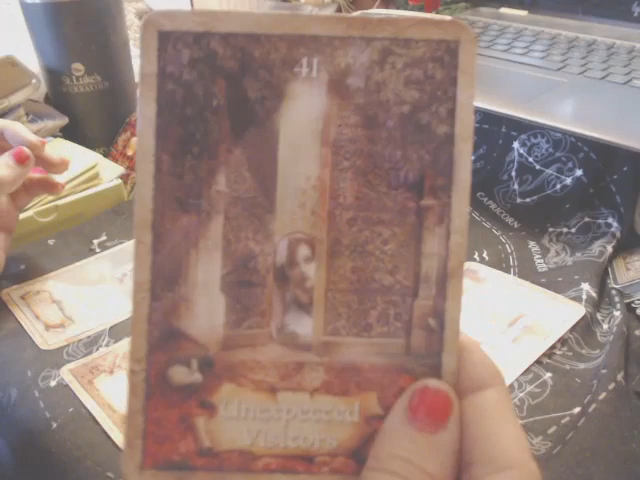 St. Luke's
41
CAPRICORN
AQUARIUS
Unexpected
Visitors